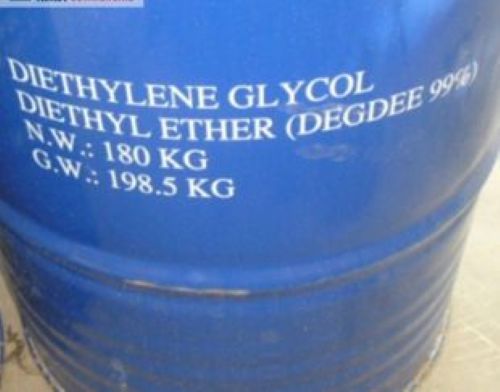 DIETHYLENE GLYCOL
DIETHYL ETHER (DEGDEE 99%)
N.W.: 180 KG
G.W.: 198.5 KG